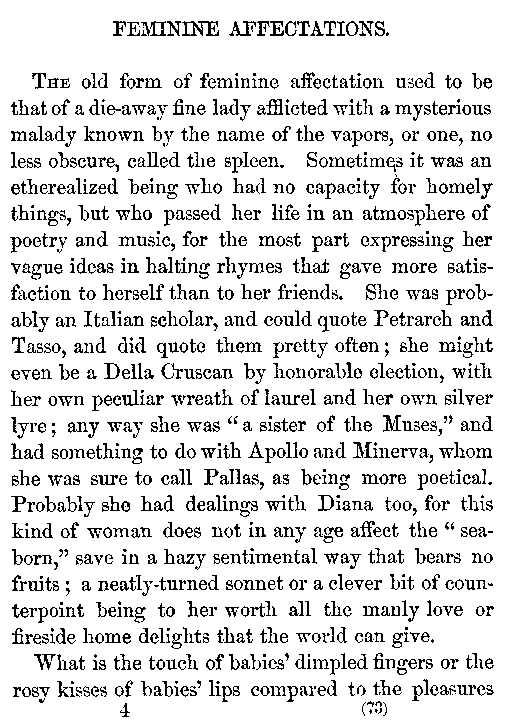 FEMININE AFFECTATIONS.
THE old form of feminine affectation used to be
that of a die-away fine lady afflicted with a mysterious
malady known by the name of the vapors, or one, no
less obscure, called the spleen. Sometimes it was an
etherealized being who had no capacity for homely
things, but who passed her life in an atmosphere of
poetry and music, for the most part expressing her
vague ideas in halting rhymes that gave more satis-
faction to herself than to her friends. She was prob-
ably an Italian scholar, and could quote Petrarch and
Tasso, and did quote them pretty often; she might
even be a Della Cruscan by honorable election, with
her own peculiar wreath of laurel and her own silver
lyre; any way she was "a sister of the Muses," and
had something to do with Apollo and Minerva, whom
she was sure to call Pallas, as being more poetical.
Probably she had dealings with Diana too, for this
kind of woman does not in any age affect the "sea-
born," save in a hazy sentimental way that bears no
fruits; a neatly-turned sonnet or a clever bit of coun-
terpoint being to her worth all the manly love or
fireside home delights that the world can give.
What is the touch of babies' dimpled fingers or the
rosy kisses of babies' lips compared to the pleasures
4 (73)